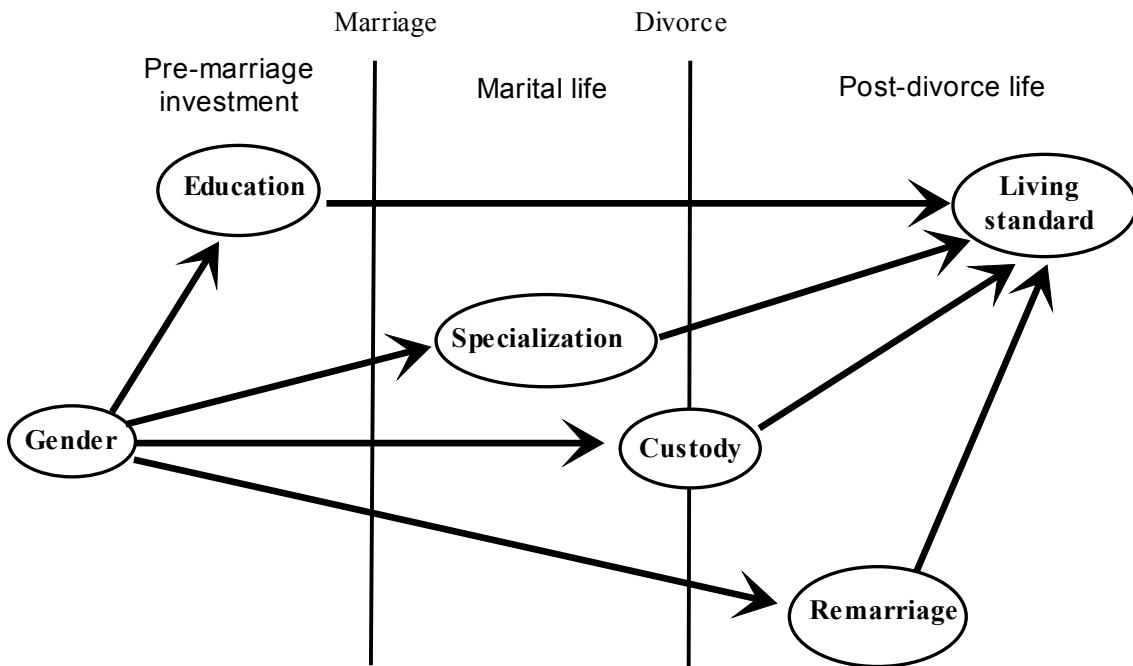 Marriage
Divorce
Pre-marriage
investment
Marital life
Post-divorce life
Education
Living
standard
Specialization
Gender
Custody
Remarriage